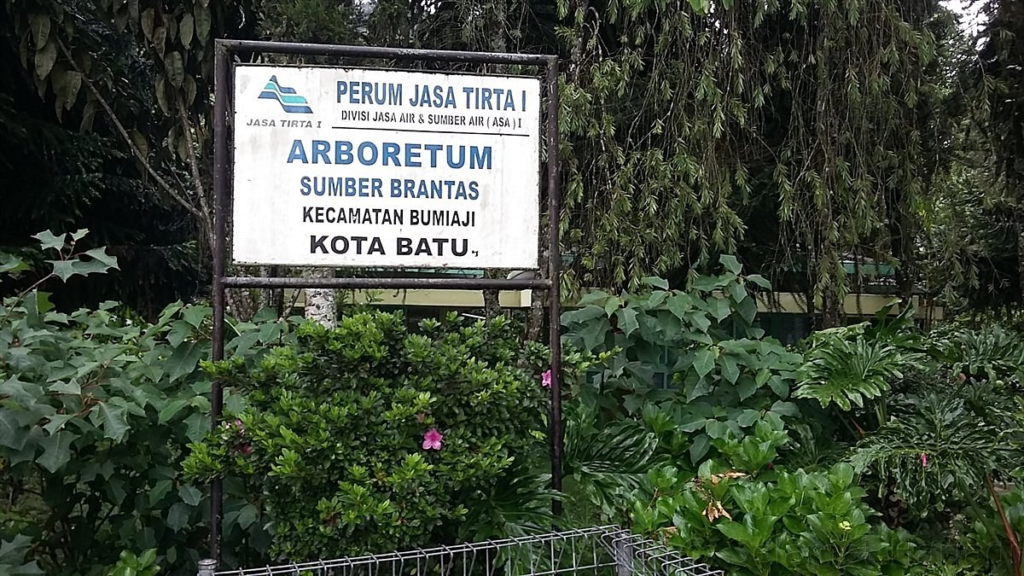 JASA TIRTA I
PERUM JASA TIRTA I
DIVISI JASA AIR & SUMBER AIR ( ASA ) I
ARBORETUM
SUMBER BRANTAS
KECAMATAN BUMIAJI
KOTA BATU